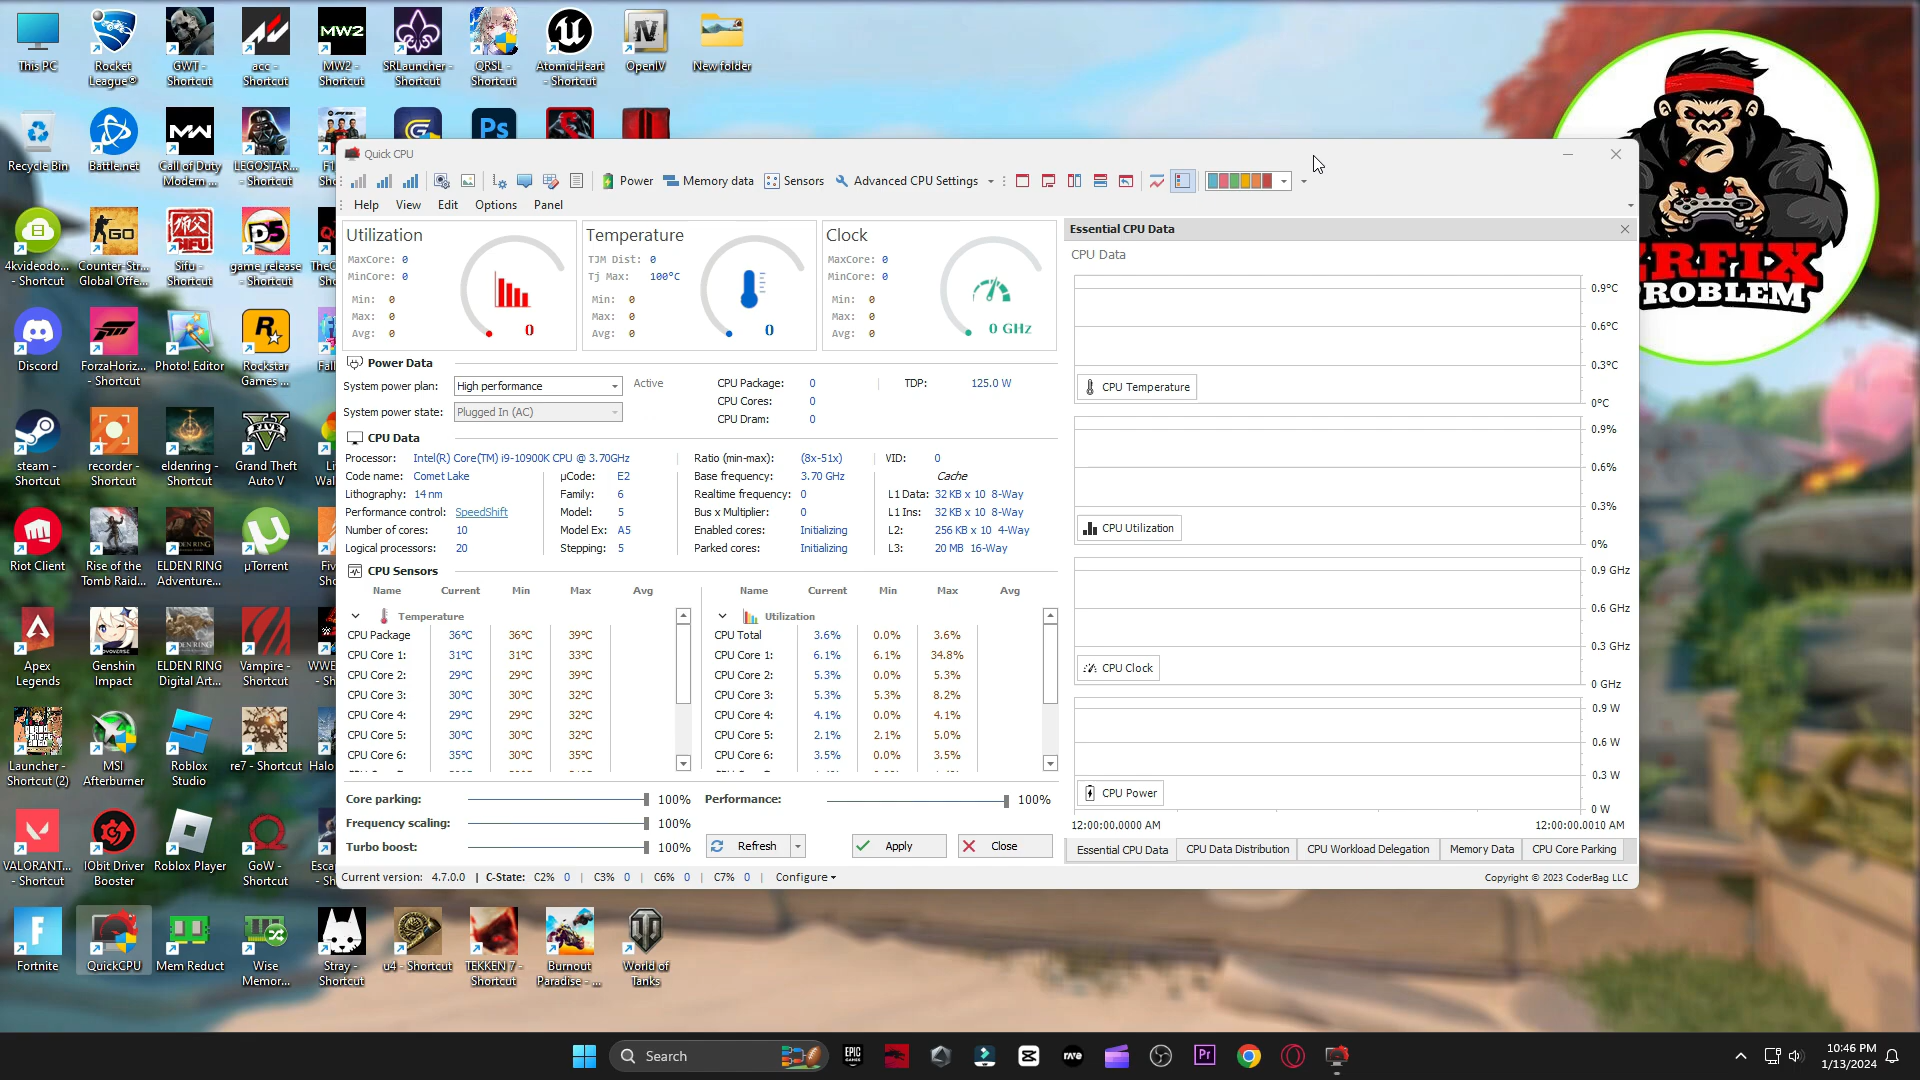 This PC
Rocket League®
GWT - Shortcut
acc - Shortcut
MW2
MW2 - Shortcut
SRLauncher - Shortcut
QRSL - Shortcut
AtomicHeart - Shortcut
OpenIV
New folder
Recycle Bin
Battle.net
Call of Duty Modern ...
LEGOSTAR... - Shortcut
Ps
Quick CPU
Power
Memory data
Sensors
Advanced CPU Settings
Help
View
Edit
Options
Panel
Utilization
MaxCore: 0
MinCore: 0
Min: 0
Max: 0
Avg: 0
0
Temperature
TJM Dist: 0
Tj Max: 100°C
Min: 0
Max: 0
Avg: 0
0
Clock
MaxCore: 0
MinCore: 0
Min: 0
Max: 0
Avg: 0
0 GHz
Power Data
System power plan: High performance Active
System power state: Plugged In (AC)
CPU Package: 0
CPU Cores: 0
CPU Dram: 0
TDP: 125.0 W
CPU Data
Processor: Intel(R) Core(TM) i9-10900K CPU @ 3.70GHz
Code name: Comet Lake
Lithography: 14 nm
Performance control: SpeedShift
Number of cores: 10
Logical processors: 20
µCode: E2
Family: 6
Model: 5
Model Ex: A5
Stepping: 5
Ratio (min-max): (8x-51x)
Base frequency: 3.70 GHz
Realtime frequency: 0
Bus x Multiplier: 0
Enabled cores: Initializing
Parked cores: Initializing
VID: 0
Cache
L1 Data: 32 KB x 10 8-Way
L1 Ins: 32 KB x 10 8-Way
L2: 256 KB x 10 4-Way
L3: 20 MB 16-Way
CPU Sensors
Name Current Min Max Avg
Temperature
CPU Package 36°C 36°C 39°C
CPU Core 1: 31°C 31°C 33°C
CPU Core 2: 29°C 29°C 39°C
CPU Core 3: 30°C 30°C 32°C
CPU Core 4: 29°C 29°C 32°C
CPU Core 5: 30°C 30°C 32°C
CPU Core 6: 35°C 30°C 35°C
Name Current Min Max Avg
Utilization
CPU Total 3.6% 0.0% 3.6%
CPU Core 1: 6.1% 6.1% 34.8%
CPU Core 2: 5.3% 0.0% 5.3%
CPU Core 3: 5.3% 5.3% 8.2%
CPU Core 4: 4.1% 0.0% 4.1%
CPU Core 5: 2.1% 2.1% 5.0%
CPU Core 6: 3.5% 0.0% 3.5%
Core parking: 100%
Frequency scaling: 100%
Turbo boost: 100%
Performance: 100%
Refresh
Apply
Close
Current version: 4.7.0.0 | C-State: C2% 0 | C3% 0 | C6% 0 | C7% 0 | Configure
Copyright © 2023 CoderBag LLC
Essential CPU Data
CPU Data
0.9°C
0.6°C
0.3°C
0°C
CPU Temperature
0.9%
0.6%
0.3%
0%
CPU Utilization
0.9 GHz
0.6 GHz
0.3 GHz
0 GHz
CPU Clock
0.9 W
0.6 W
0.3 W
0 W
CPU Power
12:00:00.0000 AM
12:00:00.0010 AM
Essential CPU Data
CPU Data Distribution
CPU Workload Delegation
Memory Data
CPU Core Parking
RFIX
ROBLEM
4kvideodo... - Shortcut
GO
Counter-Str... Global Offe...
SIFU
Sifu - Shortcut
D5
game_release - Shortcut
Discord
ForzaHoriz... - Shortcut
Photo! Editor
Rockstar Games ...
steam - Shortcut
recorder - Shortcut
eldenring - Shortcut
FIVE
Grand Theft Auto V
Riot Client
Rise of the Tomb Raid...
ELDEN RING Adventure...
µTorrent
Apex Legends
Genshin Impact
ELDEN RING Digital Art...
Vampire - Shortcut
Launcher - Shortcut (2)
MSI Afterburner
Roblox Studio
re7 - Shortcut
VALORANT... - Shortcut
IObit Driver Booster
Roblox Player
GoW - Shortcut
Fortnite
QuickCPU
Mem Reduct
Wise Memor...
Stray - Shortcut
u4 - Shortcut
TEKKEN 7 - Shortcut
Burnout Paradise - ...
World of Tanks
Search
EPIC GAMES
rave
Pr
10:46 PM
1/13/2024